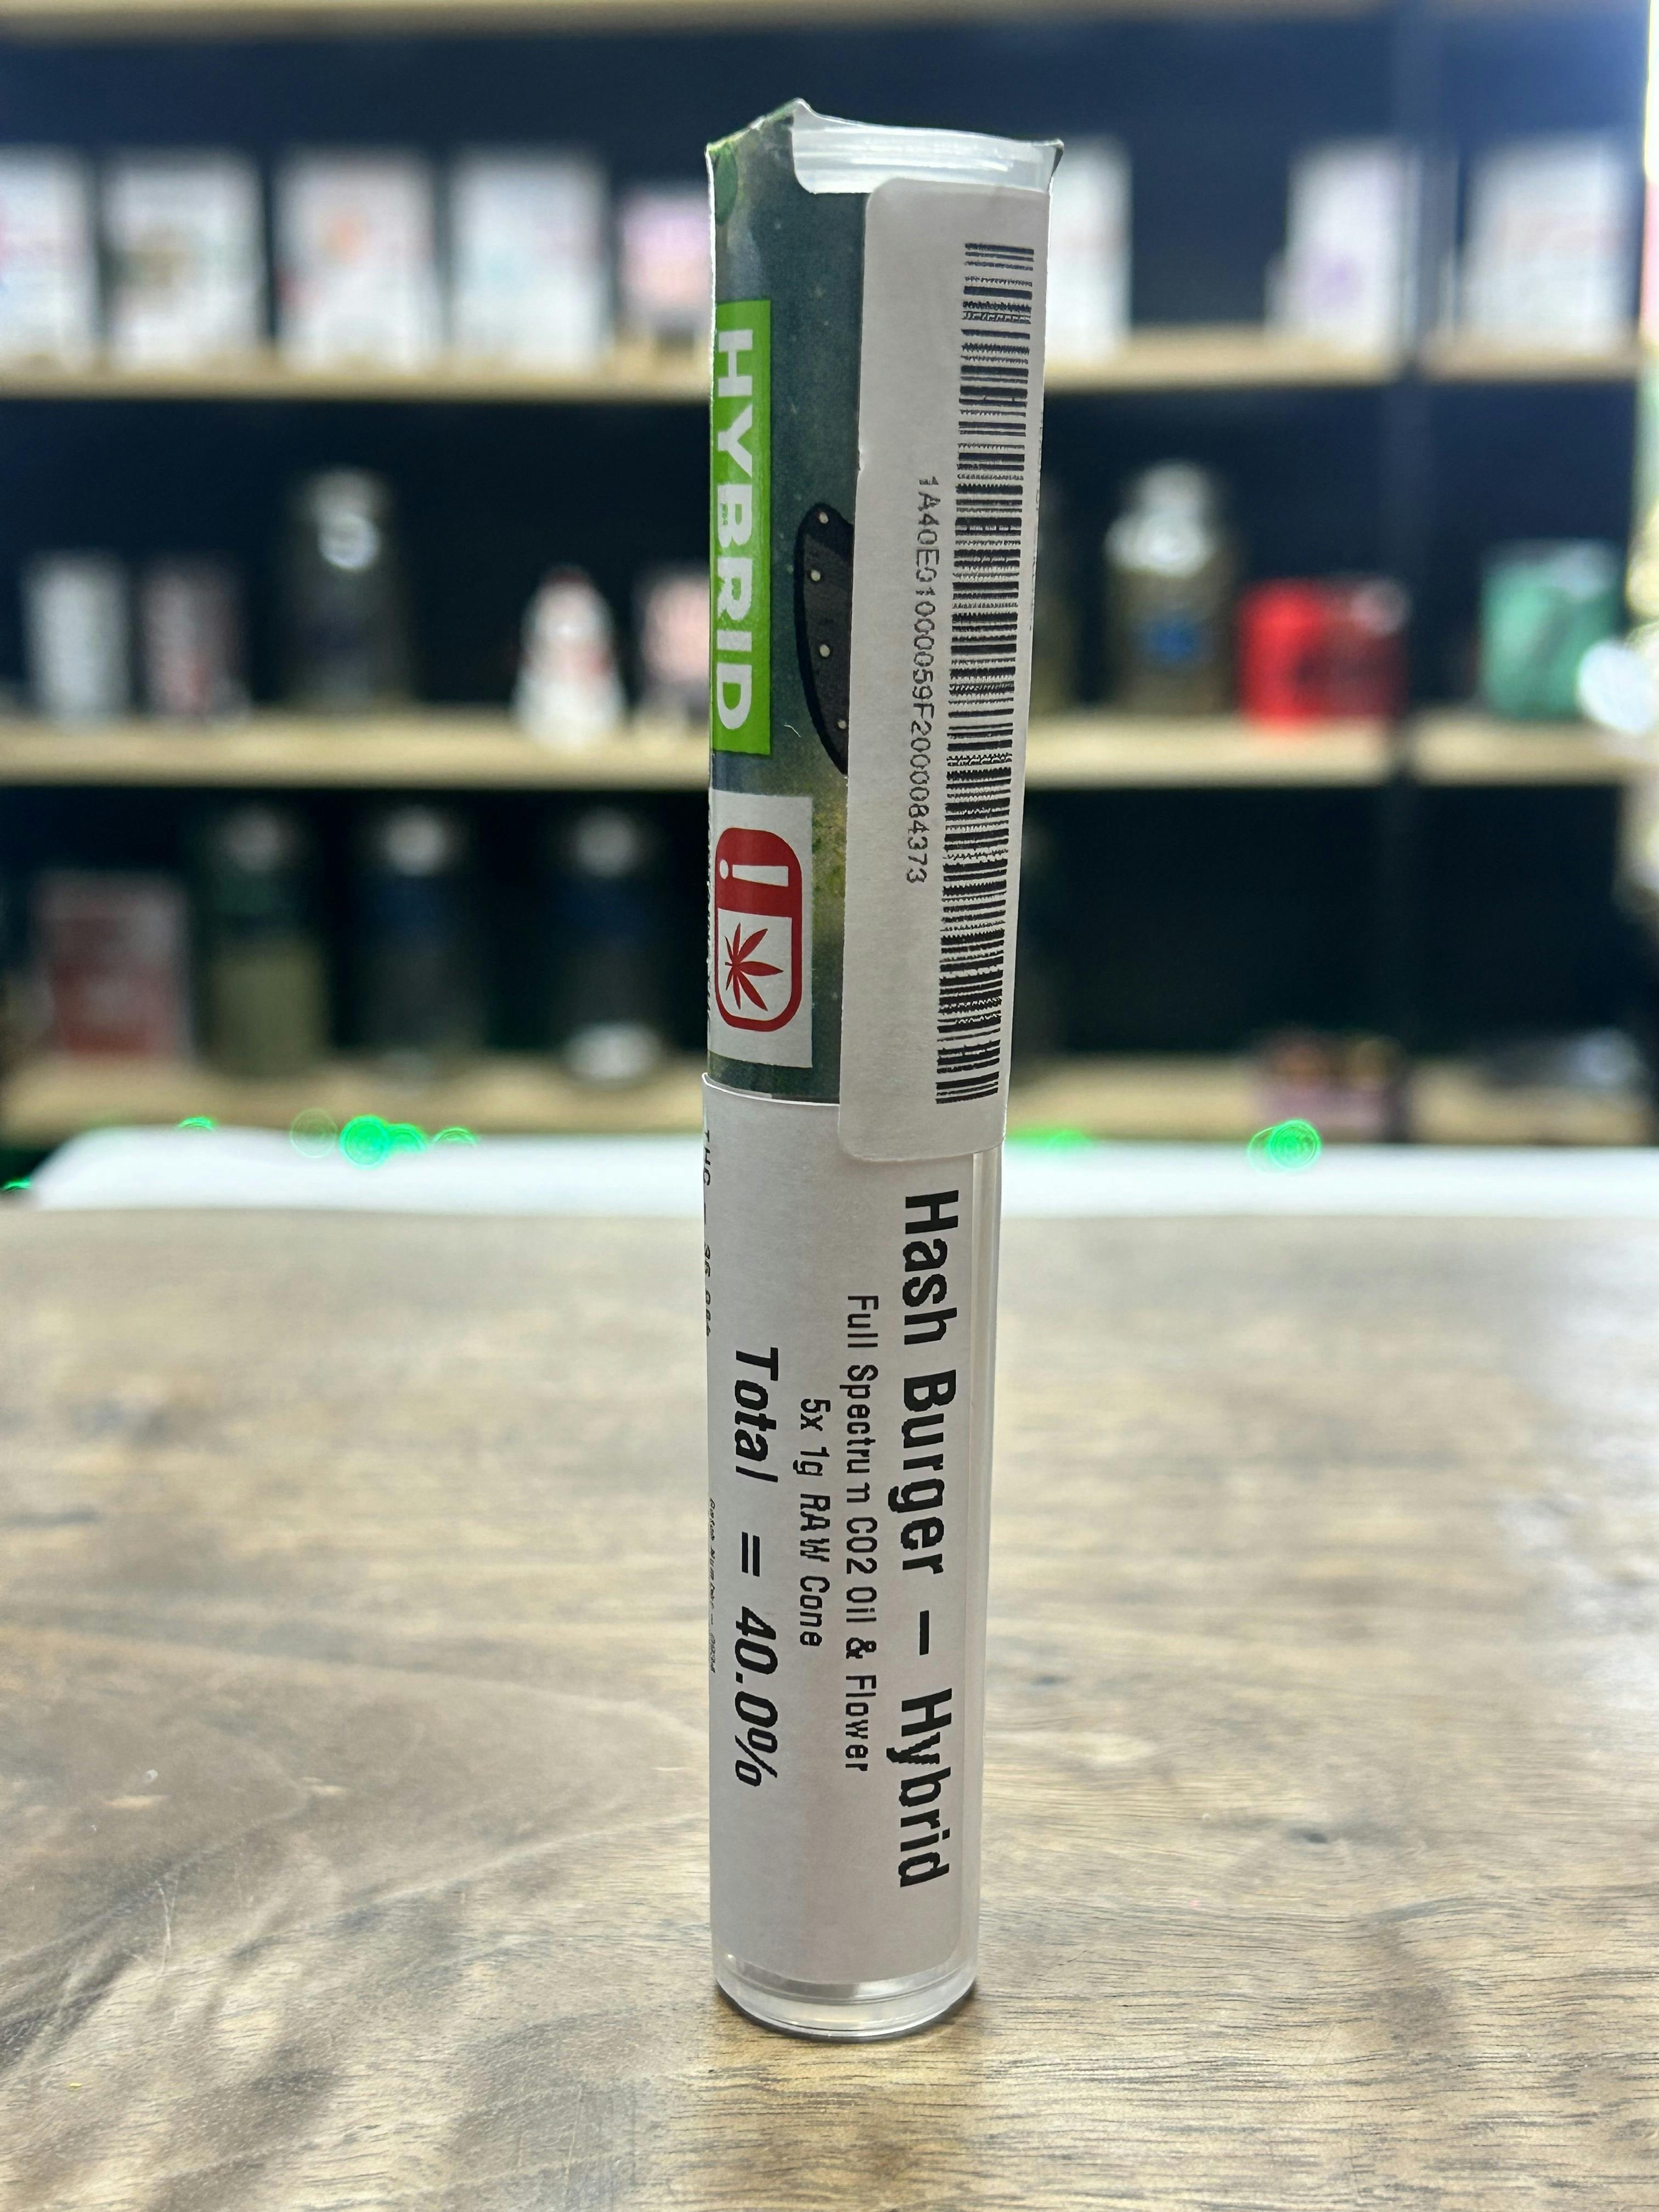 HYBRID
!
1A40E0100059F2000084373
Hash Burger – Hybrid
Full Spectrum CO2 Oil & Flower
5x 1g RAW Cone
Total = 40.0%